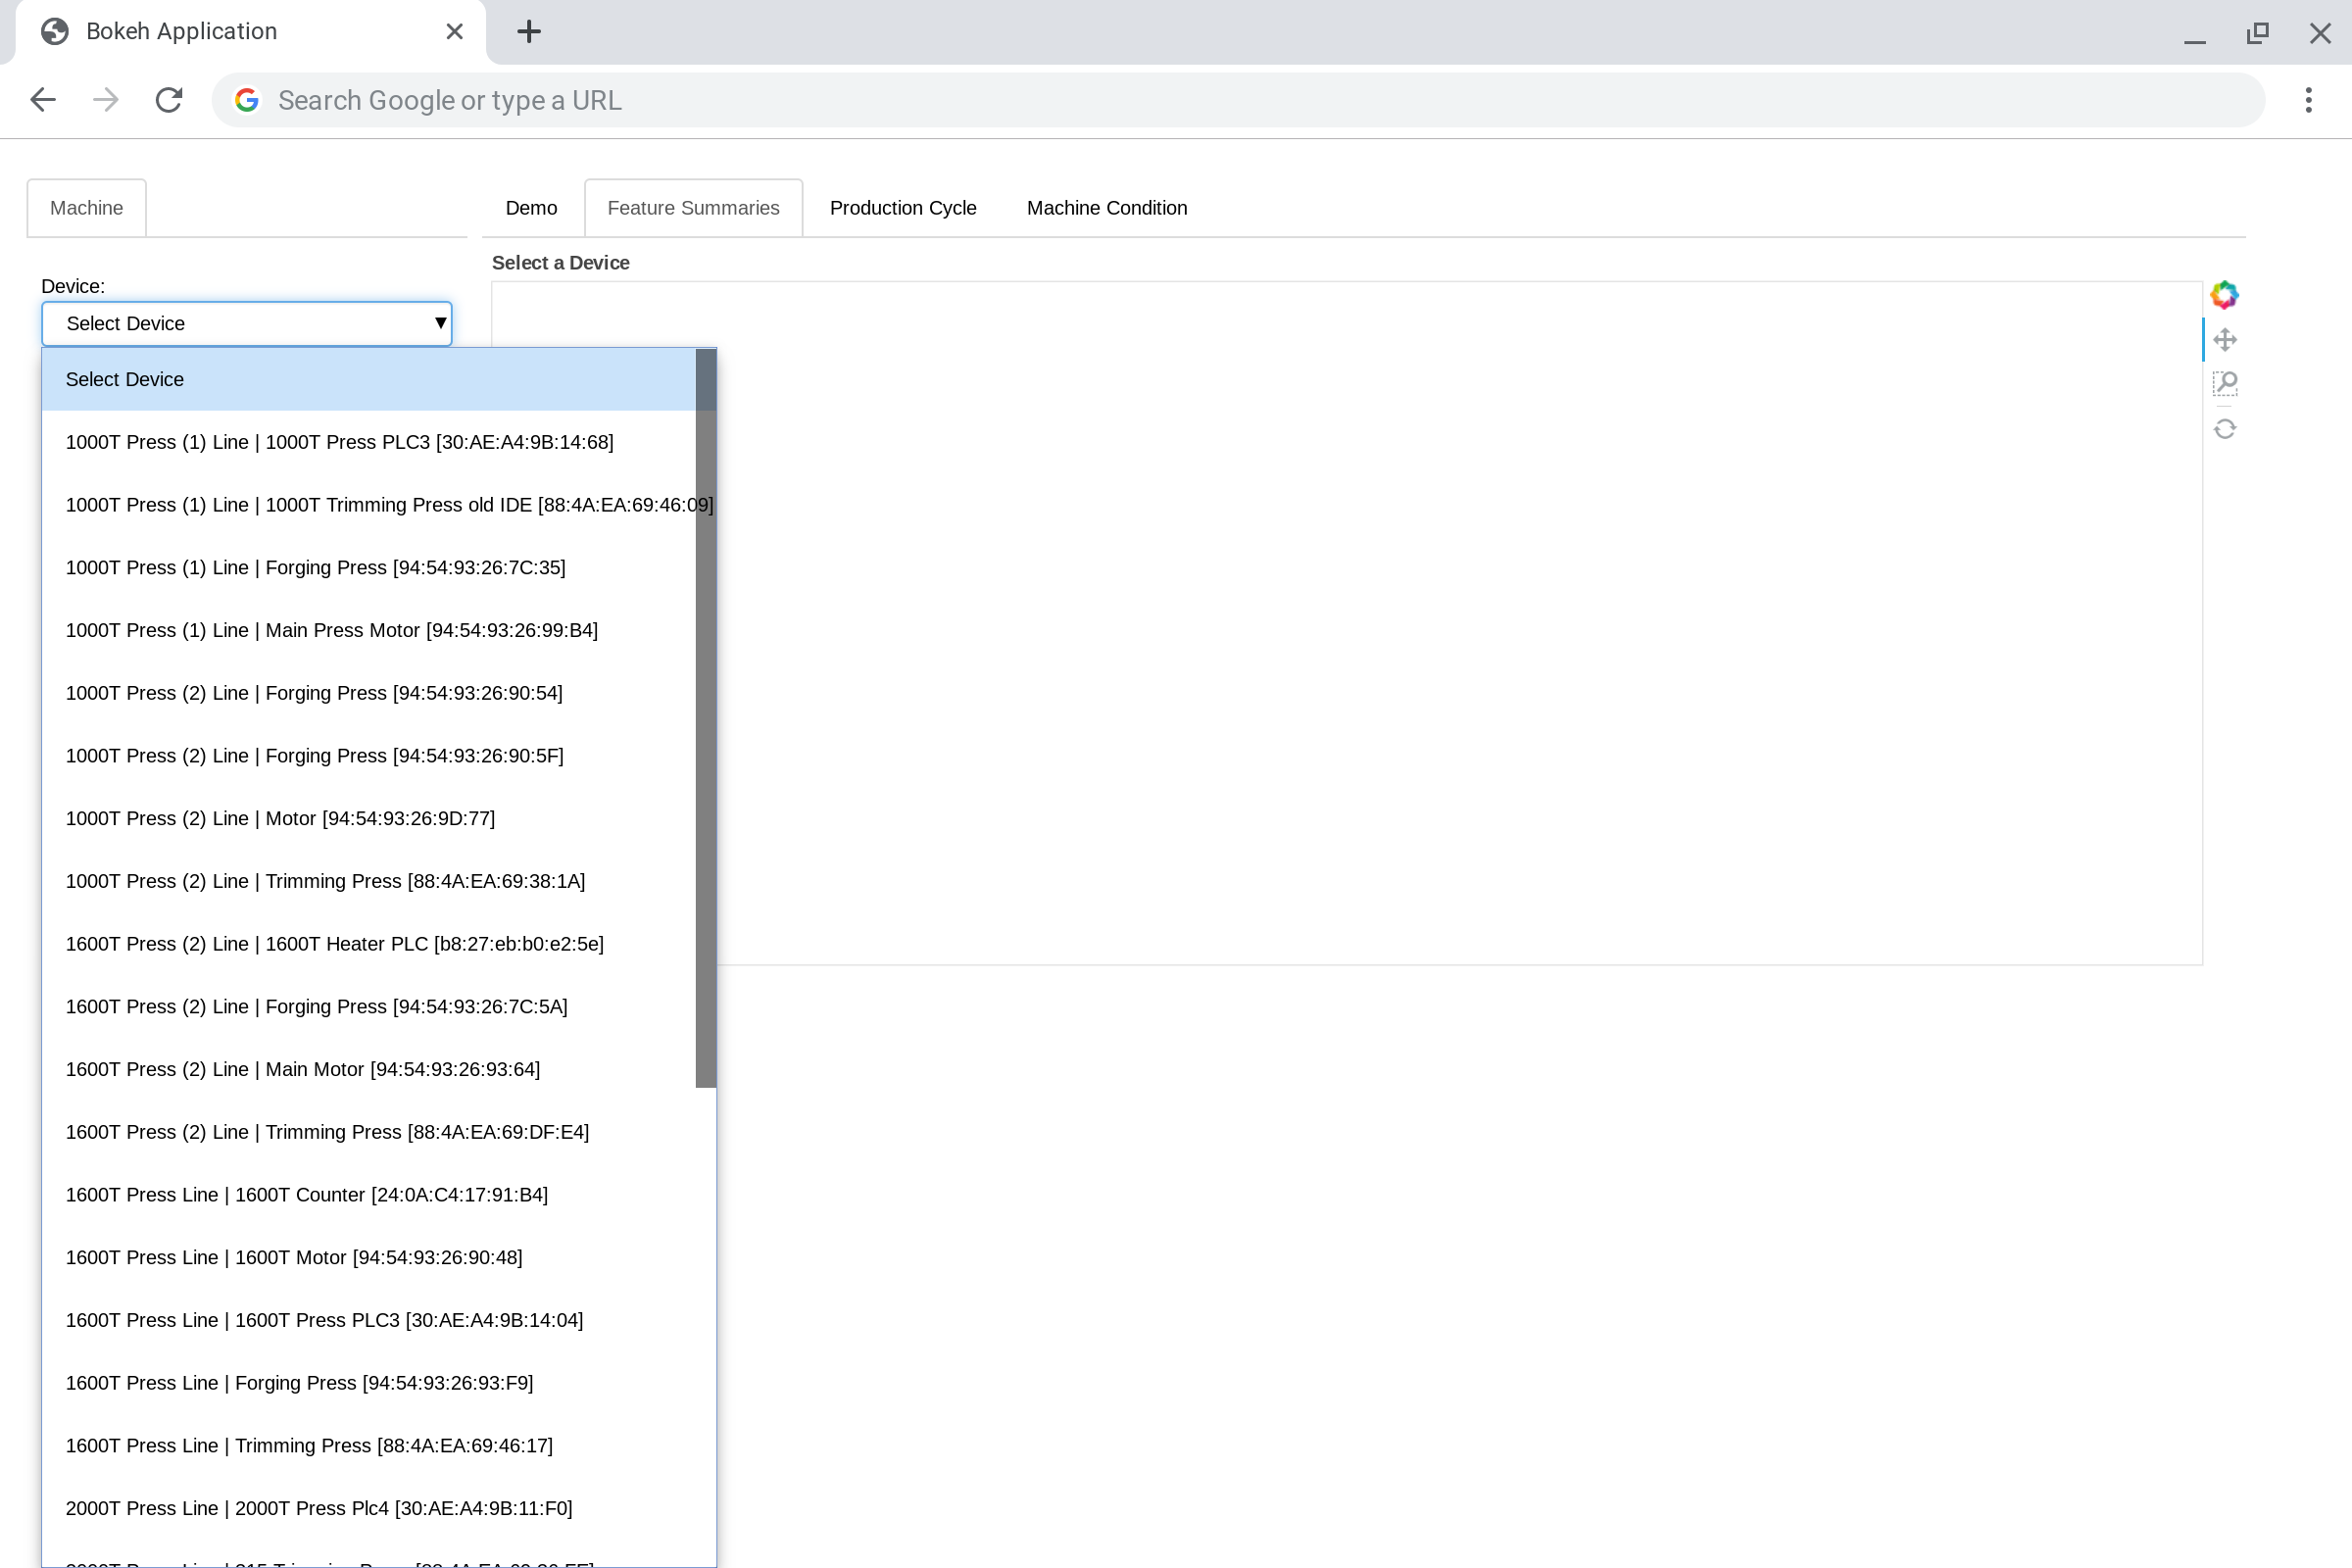 Bokeh Application
Search Google or type a URL
Machine
Demo
Feature Summaries
Production Cycle
Machine Condition
Device:
Select Device
Select a Device
Select Device
1000T Press (1) Line | 1000T Press PLC3 [30:AE:A4:9B:14:68]
1000T Press (1) Line | 1000T Trimming Press old IDE [88:4A:EA:69:46:09]
1000T Press (1) Line | Forging Press [94:54:93:26:7C:35]
1000T Press (1) Line | Main Press Motor [94:54:93:26:99:B4]
1000T Press (2) Line | Forging Press [94:54:93:26:90:54]
1000T Press (2) Line | Forging Press [94:54:93:26:90:5F]
1000T Press (2) Line | Motor [94:54:93:26:9D:77]
1000T Press (2) Line | Trimming Press [88:4A:EA:69:38:1A]
1600T Press (2) Line | 1600T Heater PLC [b8:27:eb:b0:e2:5e]
1600T Press (2) Line | Forging Press [94:54:93:26:7C:5A]
1600T Press (2) Line | Main Motor [94:54:93:26:93:64]
1600T Press (2) Line | Trimming Press [88:4A:EA:69:DF:E4]
1600T Press Line | 1600T Counter [24:0A:C4:17:91:B4]
1600T Press Line | 1600T Motor [94:54:93:26:90:48]
1600T Press Line | 1600T Press PLC3 [30:AE:A4:9B:14:04]
1600T Press Line | Forging Press [94:54:93:26:93:F9]
1600T Press Line | Trimming Press [88:4A:EA:69:46:17]
2000T Press Line | 2000T Press Plc4 [30:AE:A4:9B:11:F0]